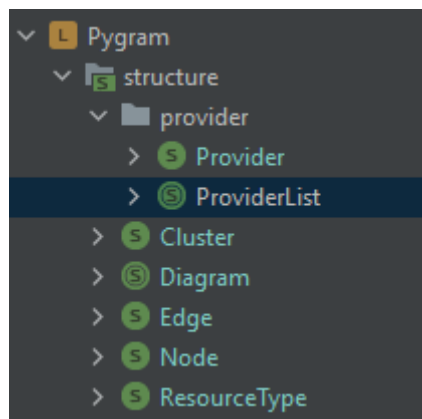 L Pygram
S structure
provider
S Provider
S ProviderList
S Cluster
S Diagram
S Edge
S Node
S ResourceType